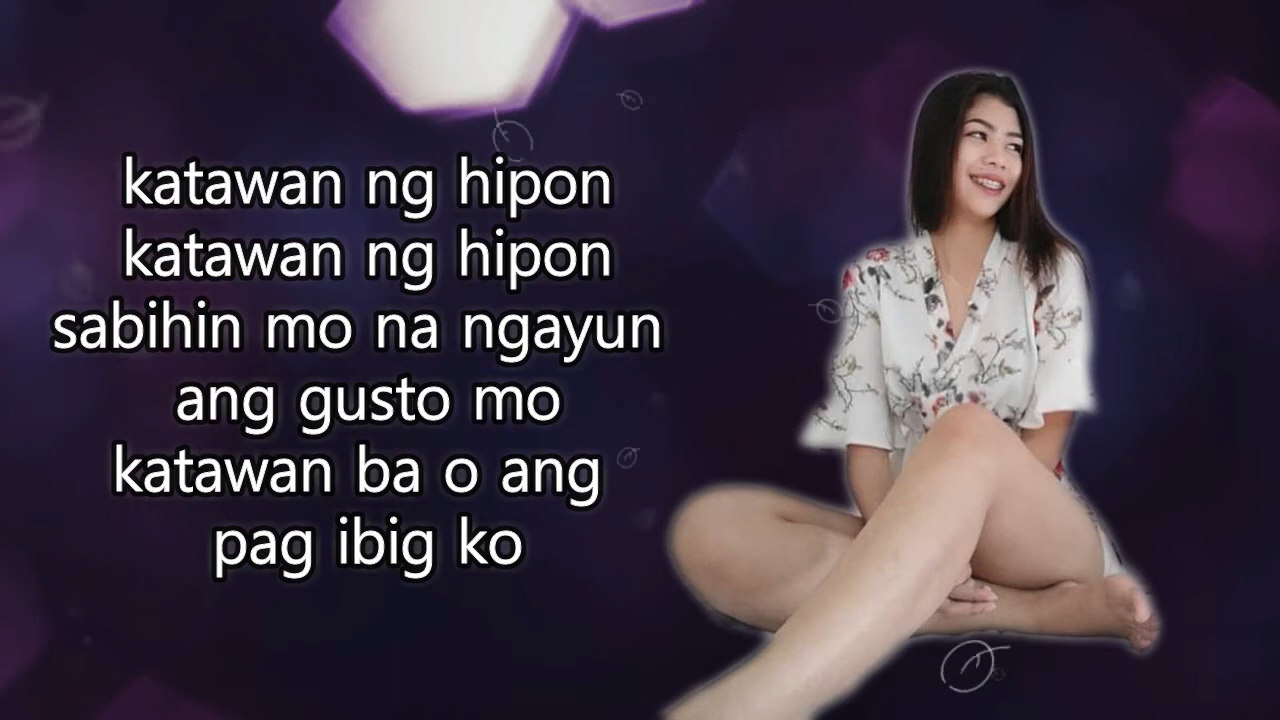 katawan ng hipon
katawan ng hipon
sabihin mo na ngayun
ang gusto mo
katawan ba o ang
pag ibig ko